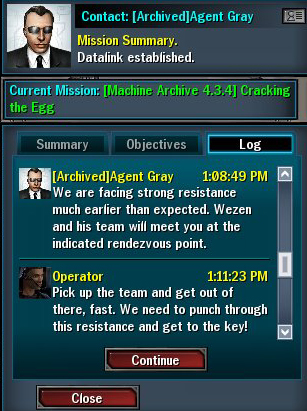 Contact: [Archived]Agent Gray
Mission Summary.
Datalink established.
Current Mission: [Machine Archive 4.3.4] Cracking
the Egg
Summary Objectives Log
[Archived]Agent Gray 1:08:49 PM
We are facing strong resistance
much earlier than expected. Wezen
and his team will meet you at the
indicated rendezvous point.
Operator 1:11:23 PM
Pick up the team and get out of
there, fast. We need to punch through
this resistance and get to the key!
Continue
Close